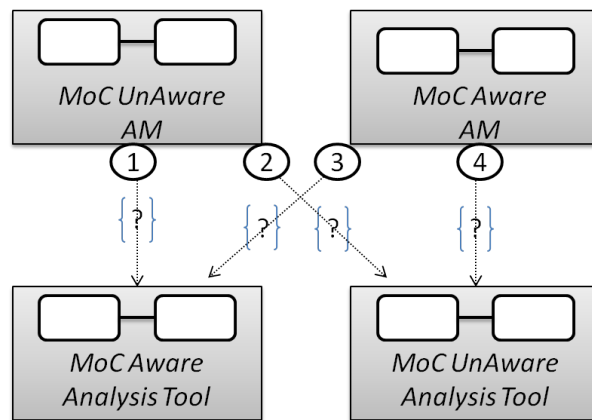 MoC UnAware
AM
MoC Aware
AM
1
2
3
4
{?}
{?}
{?}
{?}
MoC Aware
Analysis Tool
MoC UnAware
Analysis Tool